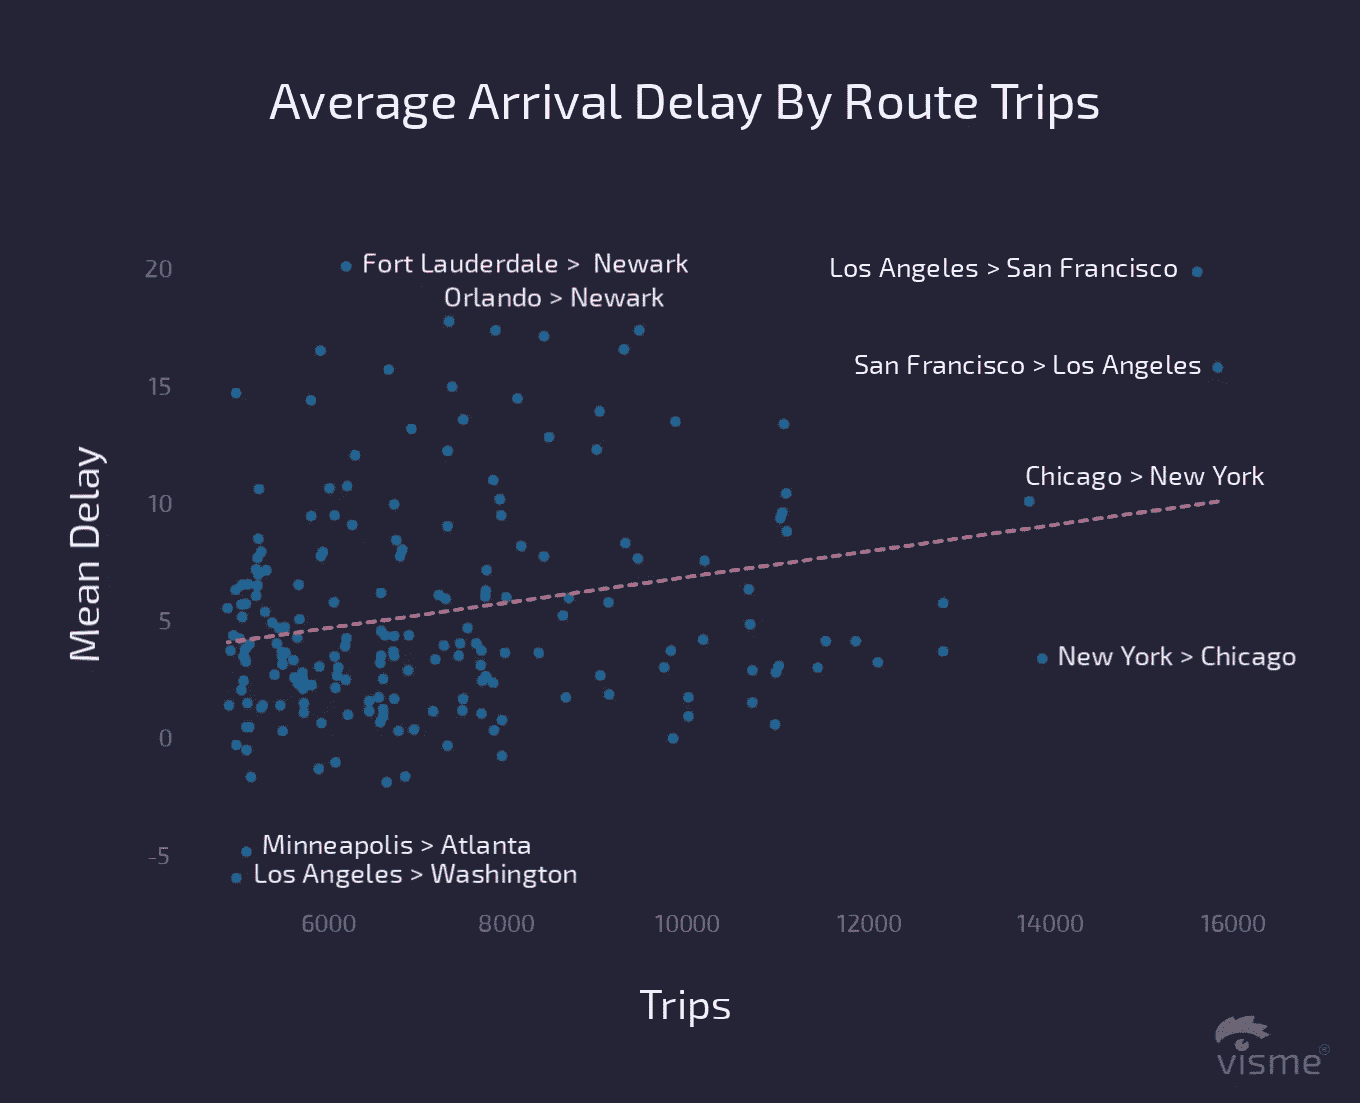 Average Arrival Delay By Route Trips
20
Fort Lauderdale > Newark
Los Angeles > San Francisco
Orlando > Newark
15
San Francisco > Los Angeles
Mean Delay
10
Chicago > New York
5
New York > Chicago
0
-5
Minneapolis > Atlanta
Los Angeles > Washington
6000 8000 10000 12000 14000 16000
Trips
visme®